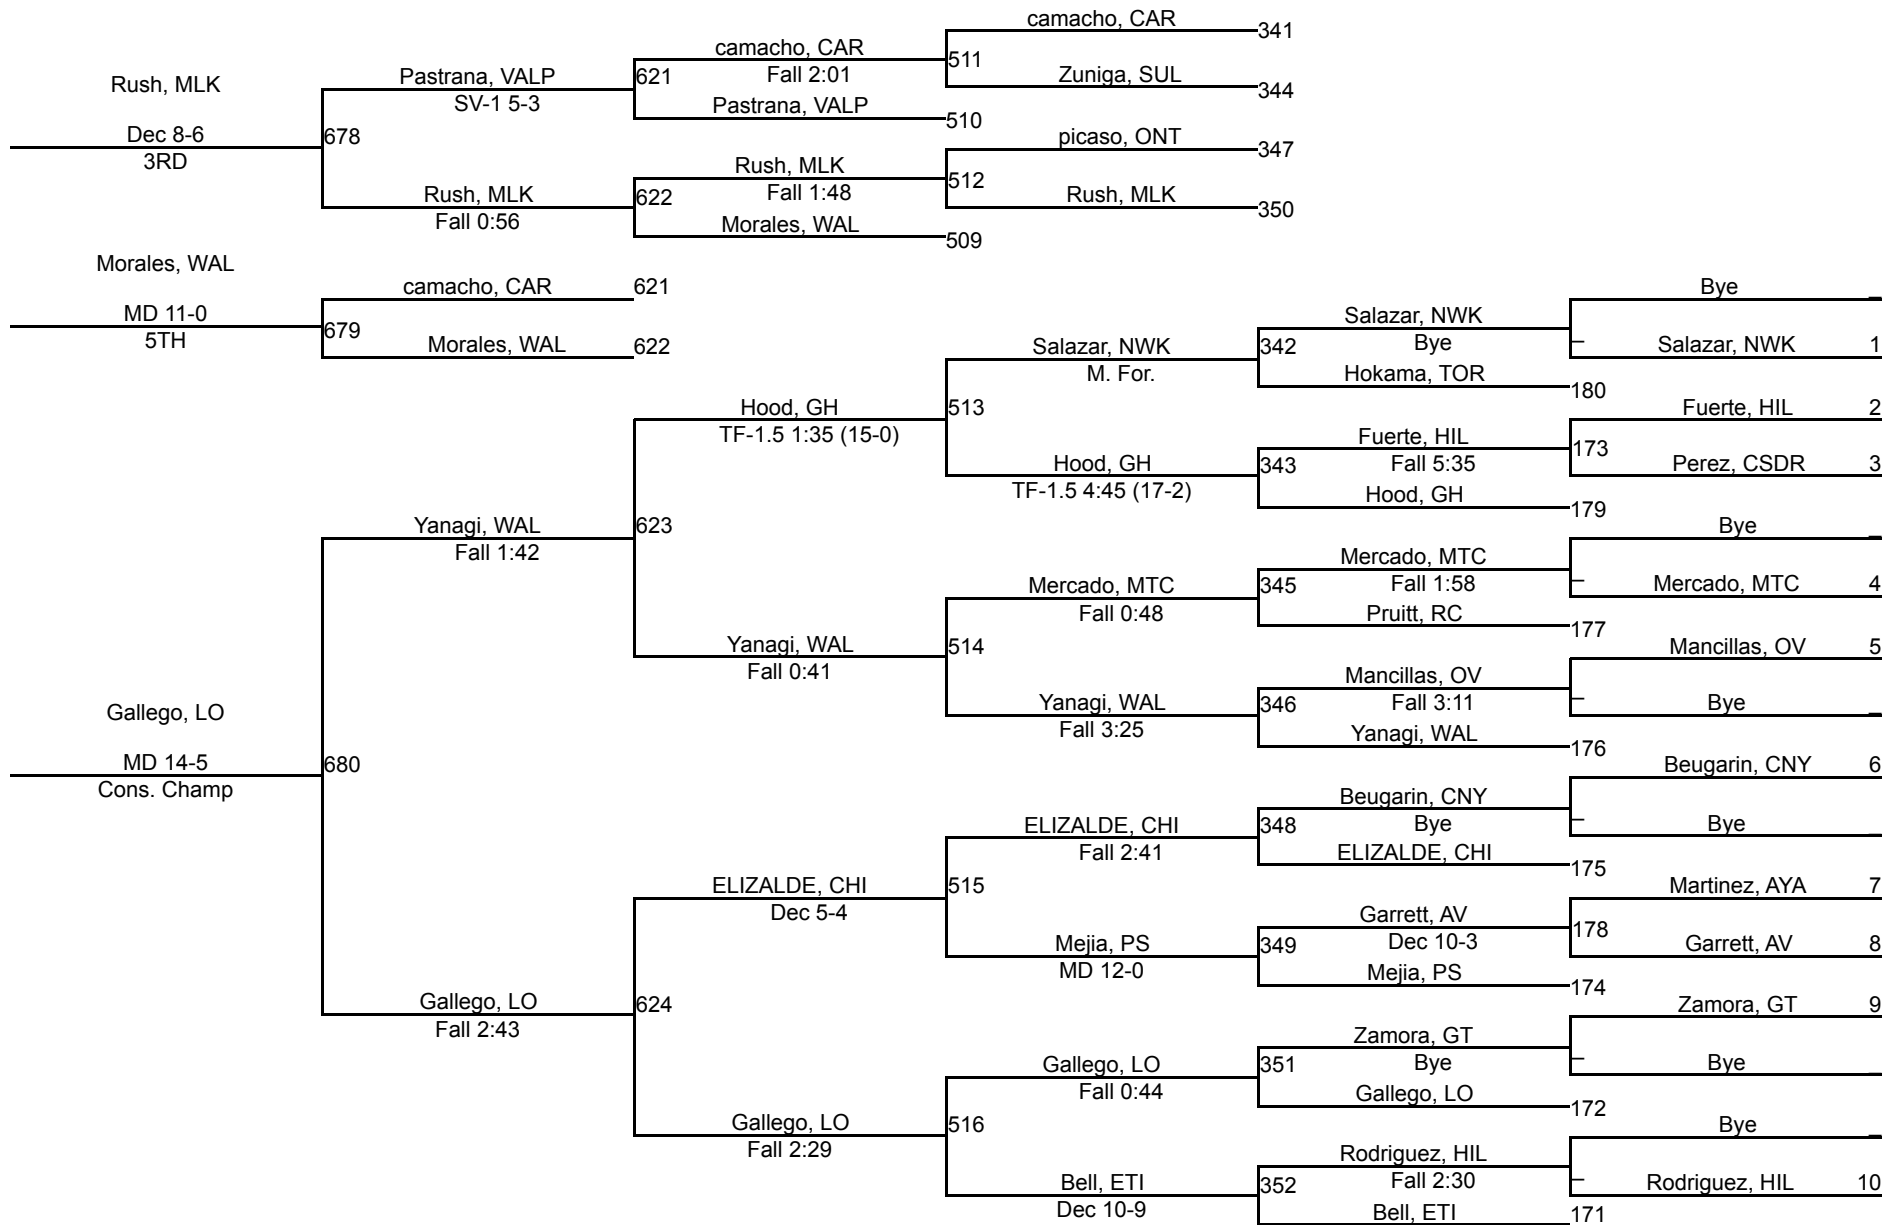 camacho, CAR
341
camacho, CAR
511
Fall 2:01
Zuniga, SUL
344
Rush, MLK
Pastrana, VALP
621
SV-1 5-3
Pastrana, VALP
510
Dec 8-6
678
3RD
picaso, ONT
347
Rush, MLK
512
Fall 1:48
Rush, MLK
350
Rush, MLK
622
Fall 0:56
Morales, WAL
509
Morales, WAL
camacho, CAR
621
MD 11-0
679
5TH
Morales, WAL
622
Bye
_
Salazar, NWK
_
Bye
Salazar, NWK
1
Salazar, NWK
342
M. For.
Hokama, TOR
180
Hood, GH
513
TF-1.5 1:35 (15-0)
Fuerte, HIL
2
Fuerte, HIL
173
Fall 5:35
Perez, CSDR
3
Hood, GH
343
TF-1.5 4:45 (17-2)
Hood, GH
179
Yanagi, WAL
623
Fall 1:42
Bye
_
Mercado, MTC
_
Fall 1:58
Mercado, MTC
4
Mercado, MTC
345
Fall 0:48
Pruitt, RC
177
Yanagi, WAL
514
Fall 0:41
Mancillas, OV
5
Mancillas, OV
_
Fall 3:11
Bye
_
Yanagi, WAL
346
Fall 3:25
Yanagi, WAL
176
Gallego, LO
MD 14-5
680
Cons. Champ
Beugarin, CNY
6
Beugarin, CNY
_
Bye
Bye
_
ELIZALDE, CHI
348
Fall 2:41
ELIZALDE, CHI
175
ELIZALDE, CHI
515
Dec 5-4
Martinez, AYA
7
Garrett, AV
178
Dec 10-3
Garrett, AV
8
Mejia, PS
349
MD 12-0
Mejia, PS
174
Gallego, LO
624
Fall 2:43
Zamora, GT
9
Zamora, GT
_
Bye
Bye
_
Gallego, LO
351
Fall 0:44
Gallego, LO
172
Gallego, LO
516
Fall 2:29
Bye
_
Rodriguez, HIL
_
Fall 2:30
Rodriguez, HIL
10
Bell, ETI
352
Dec 10-9
Bell, ETI
171